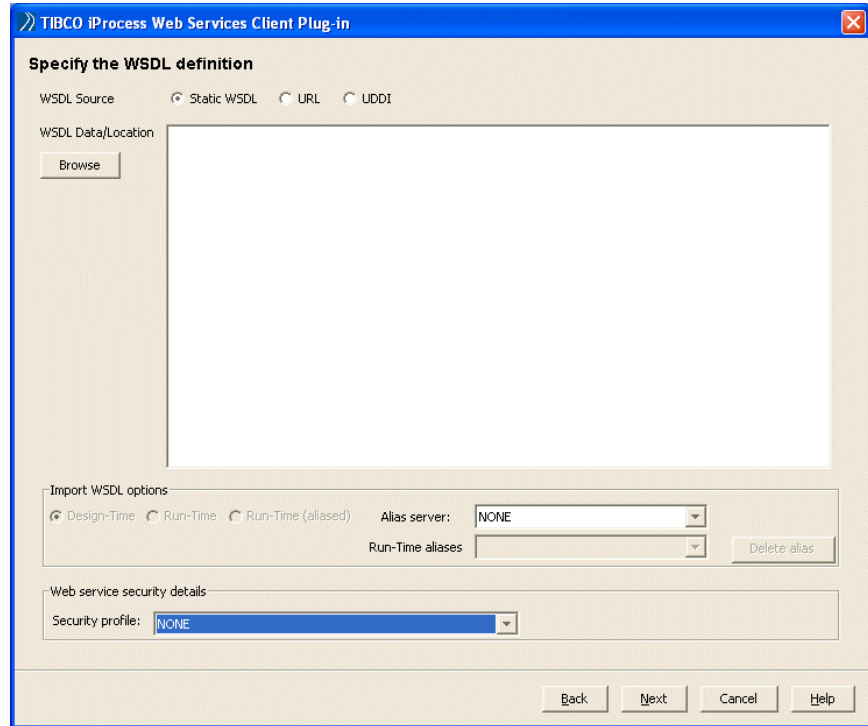 TIBCO iProcess Web Services Client Plug-in
Specify the WSDL definition
WSDL Source Static WSDL URL UDDI
WSDL Data/Location
Browse
Import WSDL options
Design-Time Run-Time Run-Time (aliased) Alias server: NONE
Run-Time aliases Delete alias
Web service security details
Security profile: NONE
Back Next Cancel Help